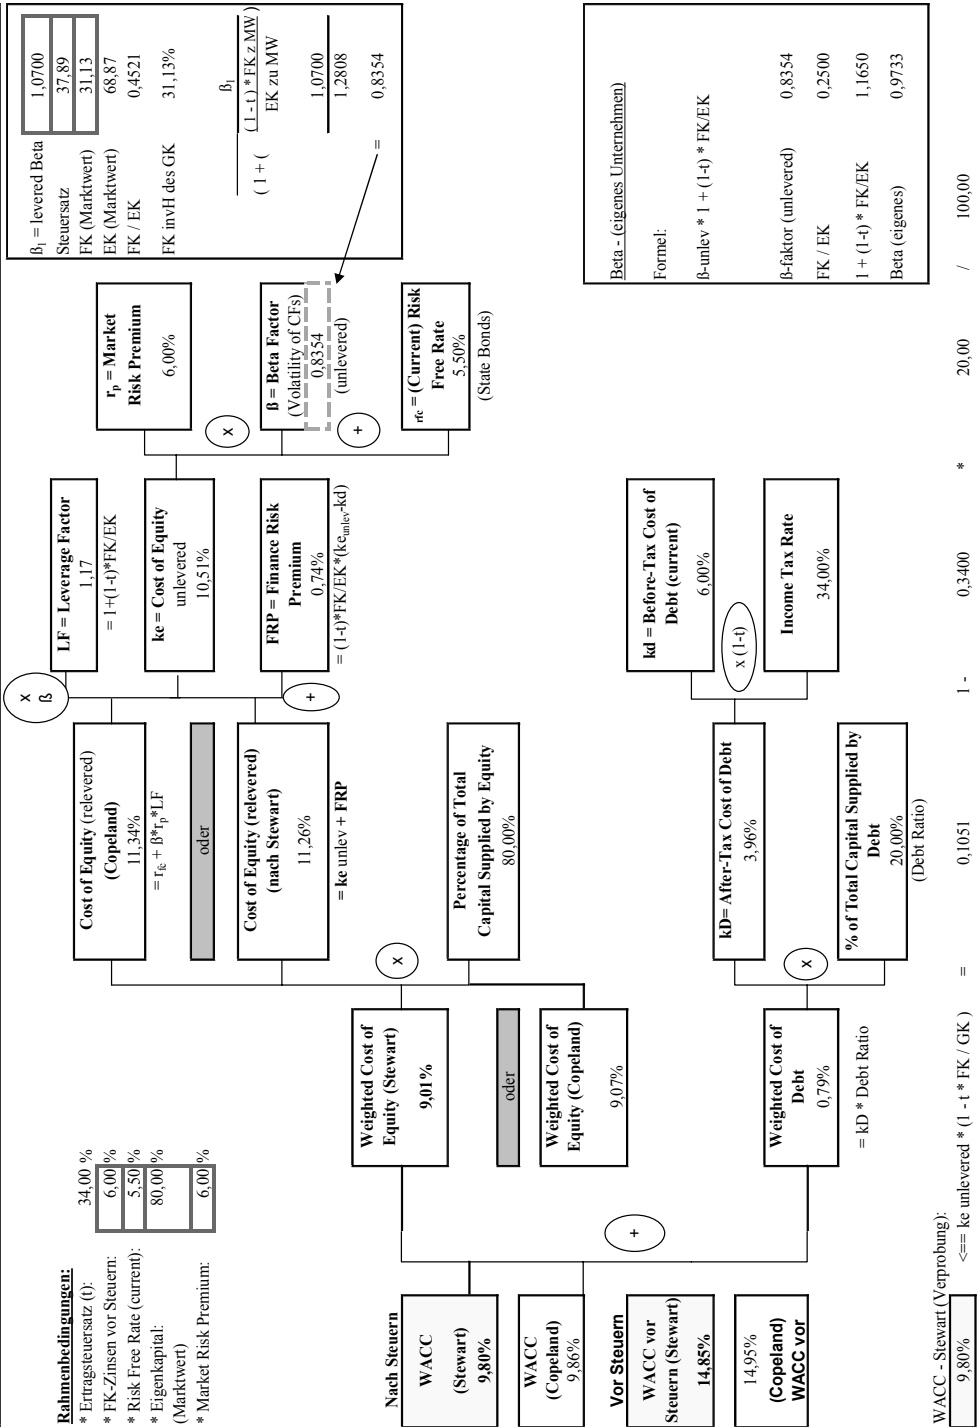 Rahmenbedingungen:
* Ertragsteuersatz (t): 34,00 %
* FK-Zinsen vor Steuern: 6,00 %
* Risk Free Rate (current): 5,50 %
* Eigenkapital: 80,00 %
(Marktwert)
* Market Risk Premium: 6,00 %
Nach Steuern
WACC
(Stewart)
9,80%
WACC
(Copeland)
9,86%
Vor Steuern
WACC vor
Steuern (Stewart)
14,85%
14,95%
(Copeland)
WACC vor
+
Weighted Cost of
Equity (Stewart)
9,01%
oder
Weighted Cost of
Equity (Copeland)
9,07%
Weighted Cost of
Debt
0,79%
= kD * Debt Ratio
x
x
Cost of Equity (relevered)
(Copeland)
11,34%
= rfc + ß*rp*LF
oder
Cost of Equity (relevered)
(nach Stewart)
11,26%
= ke unlev + FRP
Percentage of Total
Capital Supplied by Equity
80,00%
kD= After-Tax Cost of Debt
3,96%
% of Total Capital Supplied by
Debt
20,00%
(Debt Ratio)
x
ß
+
x (1-t)
LF = Leverage Factor
1,17
= 1+(1-t)*FK/EK
ke = Cost of Equity
unlevered
10,51%
FRP = Finance Risk
Premium
0,74%
= (1-t)*FK/EK*(keunlev-kd)
kd = Before-Tax Cost of
Debt (current)
6,00%
Income Tax Rate
34,00%
rp = Market
Risk Premium
6,00%
x
ß = Beta Factor
(Volatility of CFs)
0,8354
(unlevered)
+
rfc = (Current) Risk
Free Rate
5,50%
(State Bonds)
ßl = levered Beta 1,0700
Steuersatz 37,89
FK (Marktwert) 31,13
EK (Marktwert) 68,87
FK / EK 0,4521
FK invH des GK 31,13%
ßl
(1 + ( (1 - t) * FK z MW )
EK zu MW
1,0700
1,2808
= 0,8354
Beta - (eigenes Unternehmen)
Formel:
ß-unlev * 1 + (1-t) * FK/EK
ß-faktor (unlevered) 0,8354
FK / EK 0,2500
1 + (1-t) * FK/EK 1,1650
Beta (eigenes) 0,9733
WACC - Stewart (Verprobung):
9,80% <== ke unlevered * (1 - t * FK / GK ) = 0,1051 1 - 0,3400 * 20,00 / 100,00